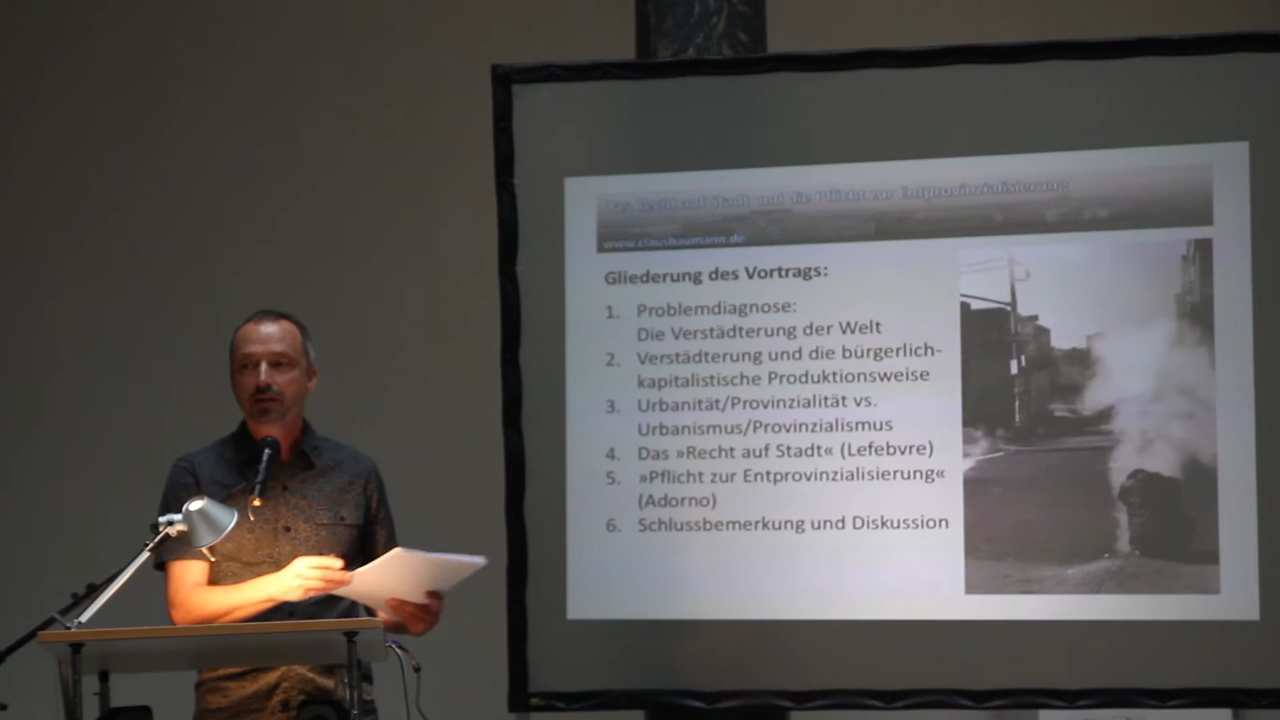 Das Recht auf Stadt und die Pflicht zur Entprovinzialisierung
www.clausbaumann.de
Gliederung des Vortrags:
1. Problemdiagnose:
Die Verstädterung der Welt
2. Verstädterung und die bürgerlich-
kapitalistische Produktionsweise
3. Urbanität/Provinzialität vs.
Urbanismus/Provinzialismus
4. Das »Recht auf Stadt« (Lefebvre)
5. »Pflicht zur Entprovinzialisierung«
(Adorno)
6. Schlussbemerkung und Diskussion